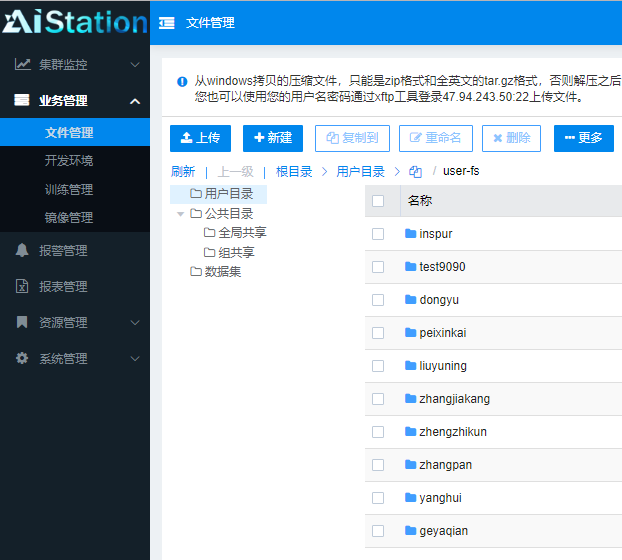 AiStation
文件管理
集群监控
业务管理
文件管理
开发环境
训练管理
镜像管理
报警管理
报表管理
资源管理
系统管理
从windows拷贝的压缩文件，只能是zip格式和全英文的tar.gz格式，否则解压之后
您也可以使用您的用户名密码通过xftp工具登录47.94.243.50:22上传文件。
上传 新建 复制到 重命名 删除 更多
刷新 | 上一级 | 根目录 > 用户目录 > / user-fs
用户目录
公共目录
全局共享
组共享
数据集
名称
inspur
test9090
dongyu
peixinkai
liuyuning
zhangjiakang
zhengzhikun
zhangpan
yanghui
geyaqian